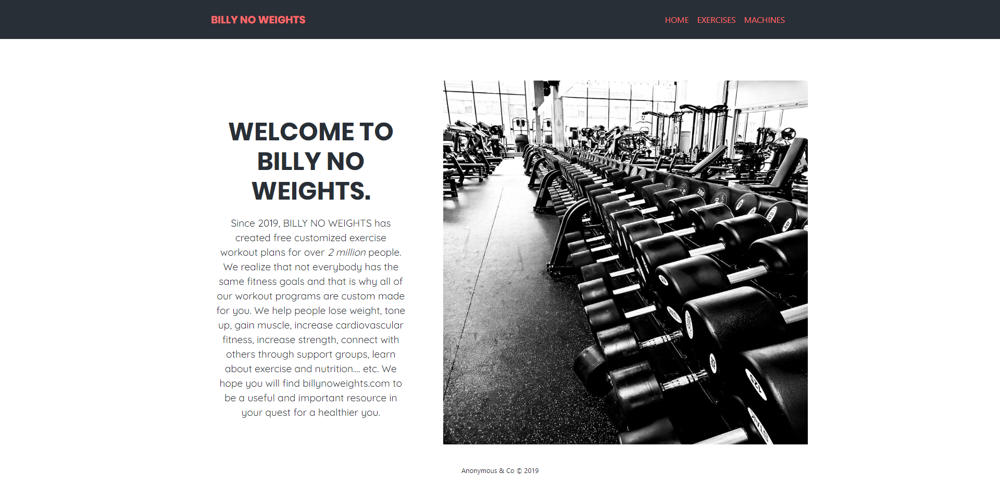 BILLY NO WEIGHTS
HOME EXERCISES MACHINES
WELCOME TO
BILLY NO
WEIGHTS.
Since 2019, BILLY NO WEIGHTS has
created free customized exercise
workout plans for over 2 million people.
We realize that not everybody has the
same fitness goals and that is why all of
our workout programs are custom made
for you. We help people lose weight, tone
up, gain muscle, increase cardiovascular
fitness, increase strength, connect with
others through support groups, learn
about exercise and nutrition.... etc. We
hope you will find billynoweights.com to
be a useful and important resource in
your quest for a healthier you.
Anonymous & Co © 2019